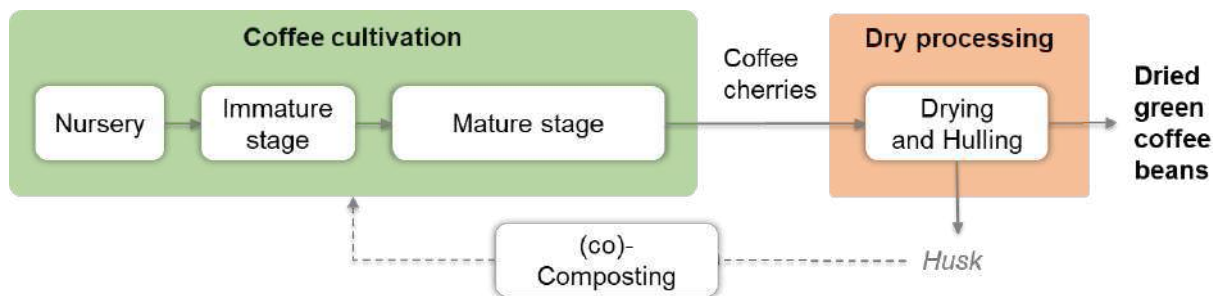 Coffee cultivation
Nursery
Immature
stage
Mature stage
Coffee
cherries
Dry processing
Drying
and Hulling
Dried
green
coffee
beans
(co)-
Composting
Husk